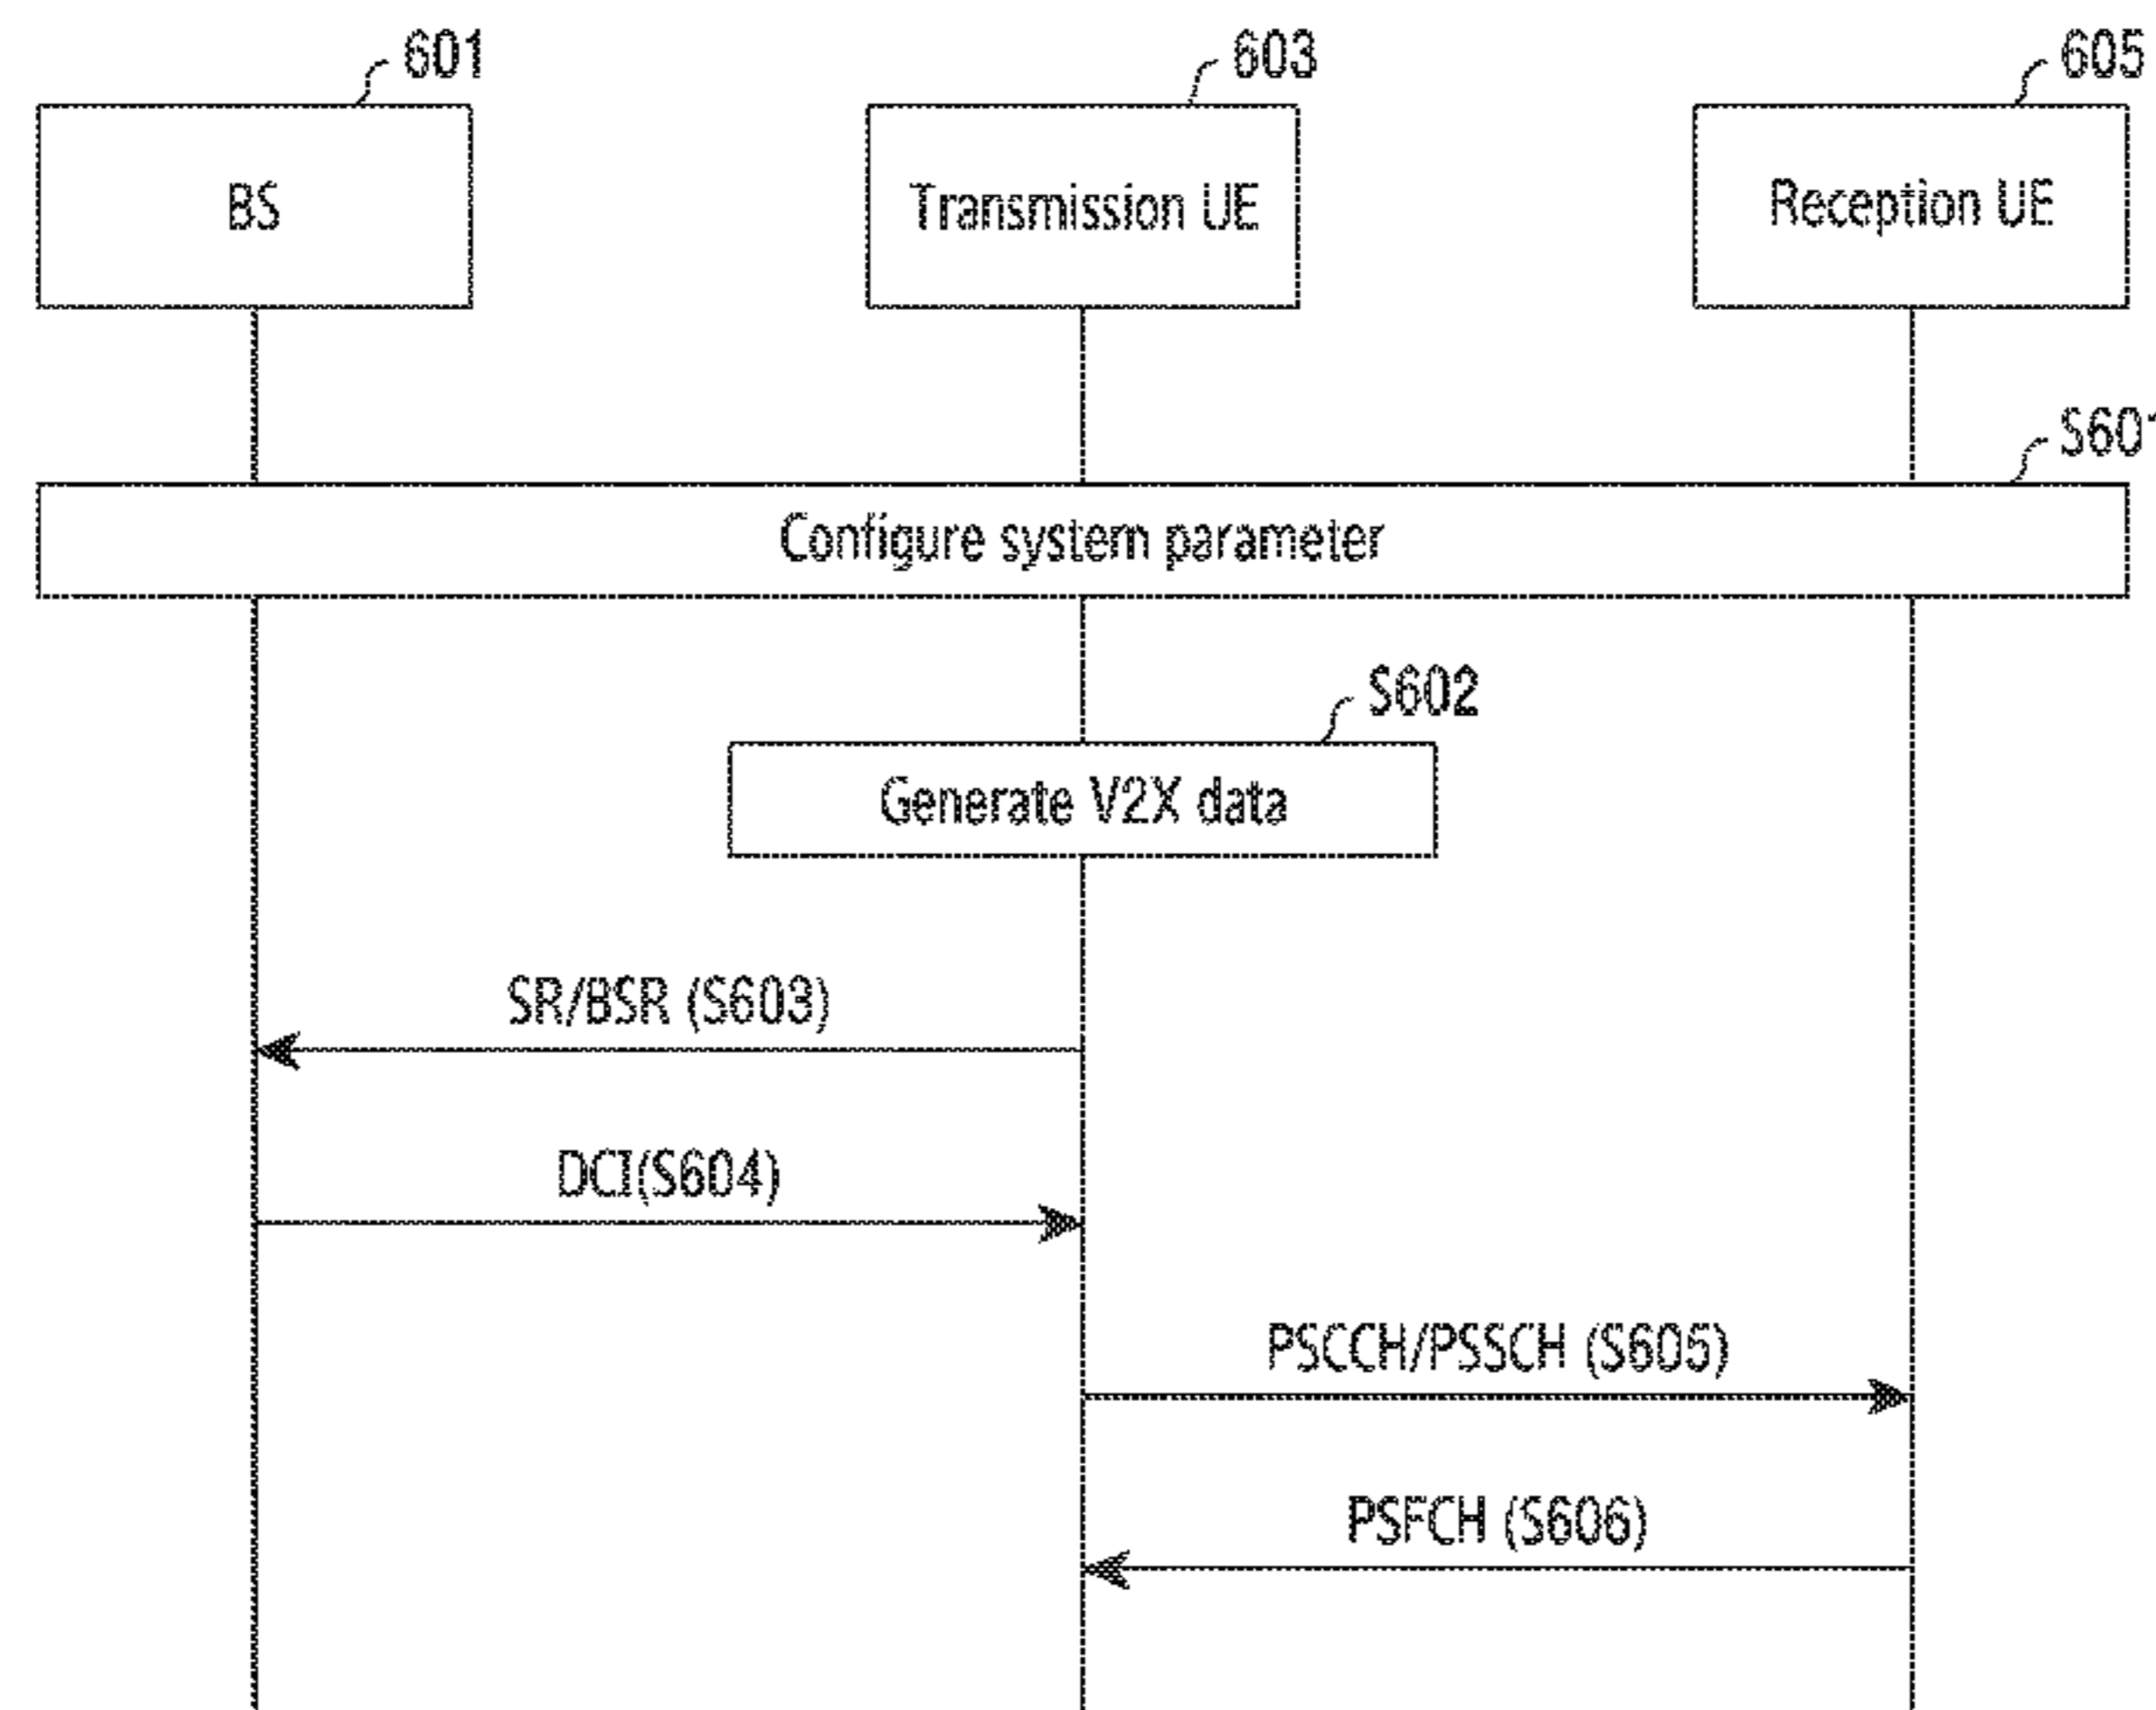 601
603
605
BS
Transmission UE
Reception UE
S601
Configure system parameter
S602
Generate V2X data
SR/BSR (S603)
DCI(S604)
PSCCH/PSSCH (S605)
PSFCH (S606)